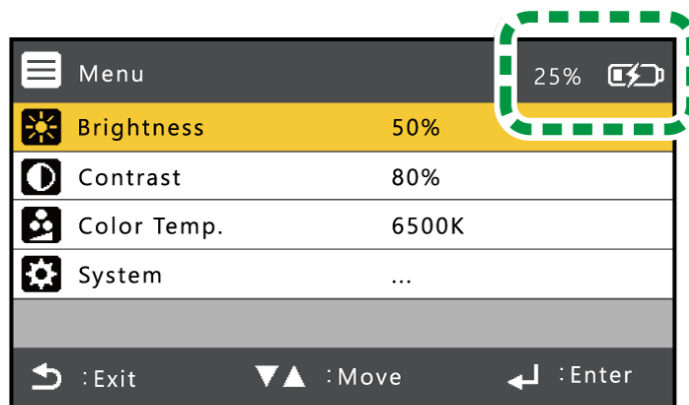 Menu 25%
Brightness 50%
Contrast 80%
Color Temp. 6500K
System ...
:Exit ▼▲ :Move :Enter